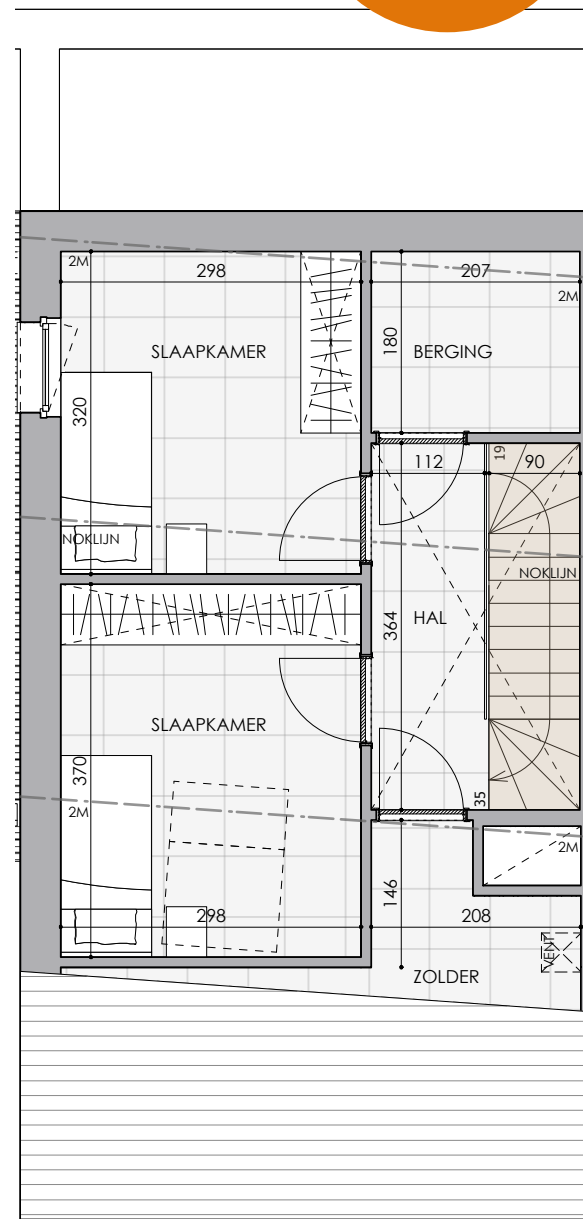 2M
298
207
2M
SLAAPKAMER
180
BERGING
320
112
19
90
NOKLIJN
NOKLIJN
364
HAL
SLAAPKAMER
370
2M
35
2M
146
298
208
VENT
ZOLDER